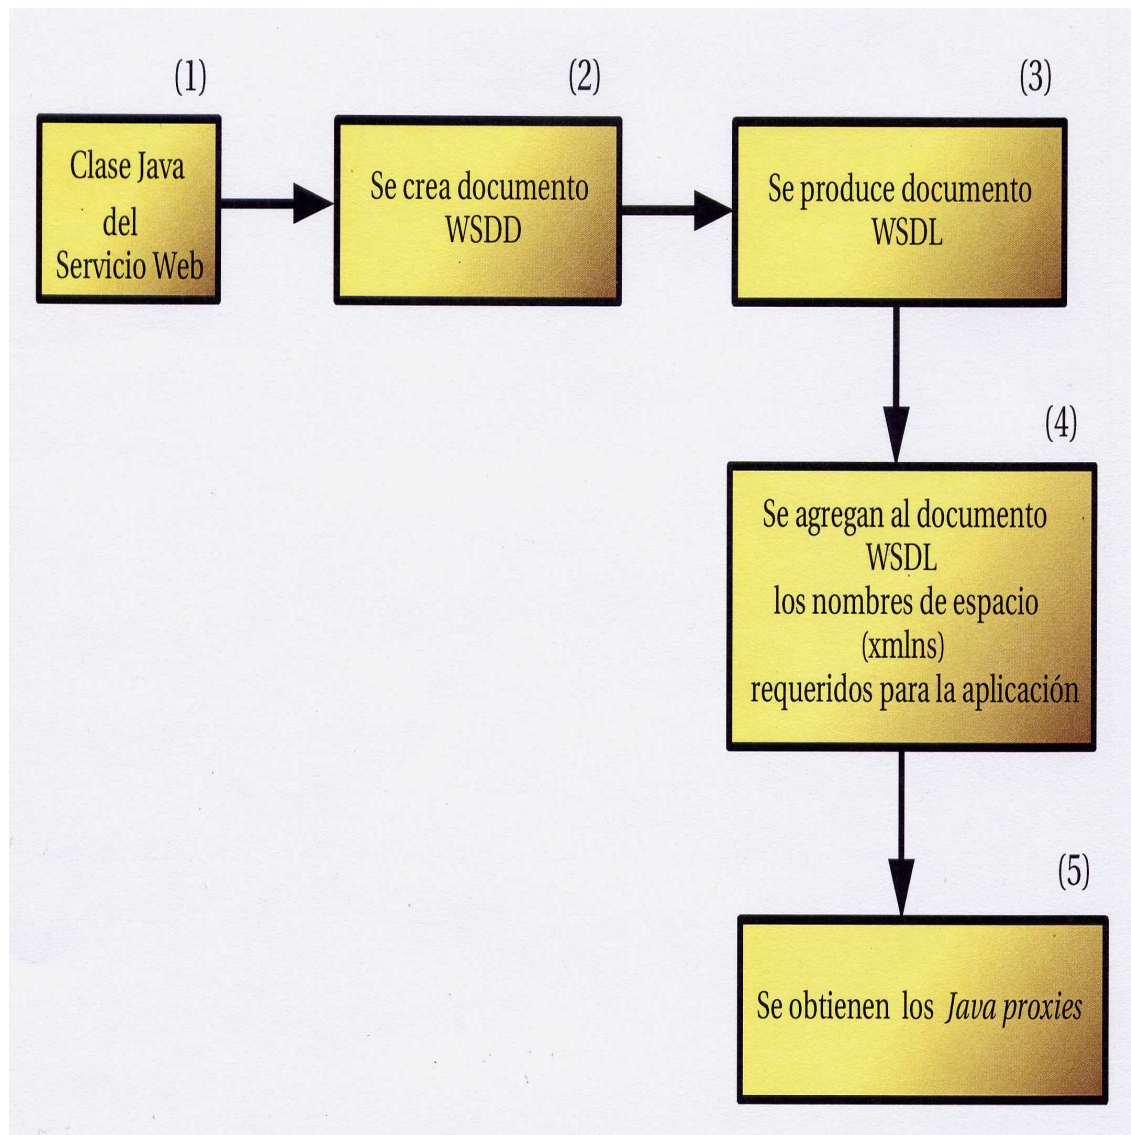 (1)
Clase Java
del
Servicio Web
(2)
Se crea documento
WSDD
(3)
Se produce documento
WSDL
(4)
Se agregan al documento
WSDL
los nombres de espacio
(xmlns)
requeridos para la aplicación
(5)
Se obtienen los Java proxies